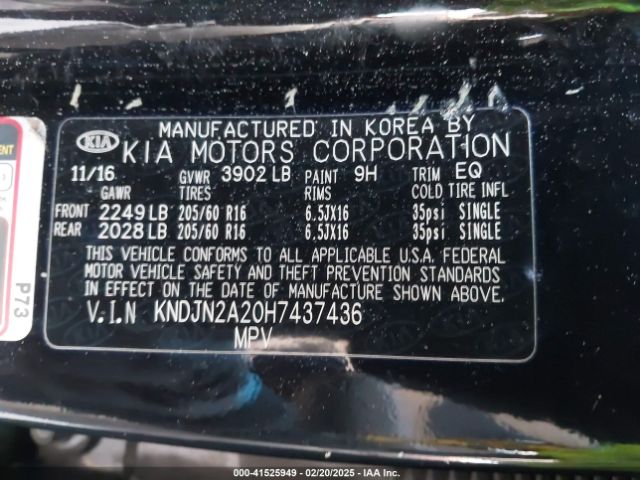 MANUFACTURED IN KOREA BY
KIA KIA MOTORS CORPORATION
11/16 GVWR 3902 LB PAINT 9H TRIM EQ
GAWR TIRES RIMS COLD TIRE INFL
FRONT 2249 LB 205/60 R16 6.5JX16 35psi SINGLE
REAR 2028 LB 205/60 R16 6.5JX16 35psi SINGLE
THIS VEHICLE CONFORMS TO ALL APPLICABLE U.S.A. FEDERAL
MOTOR VEHICLE SAFETY AND THEFT PREVENTION STANDARDS
IN EFFECT ON THE DATE OF MANUFACTURE SHOWN ABOVE.
V.I.N KNDJN2A20H7437436
MPV
P73
000-41525949 - 02/20/2025 - IAA Inc.